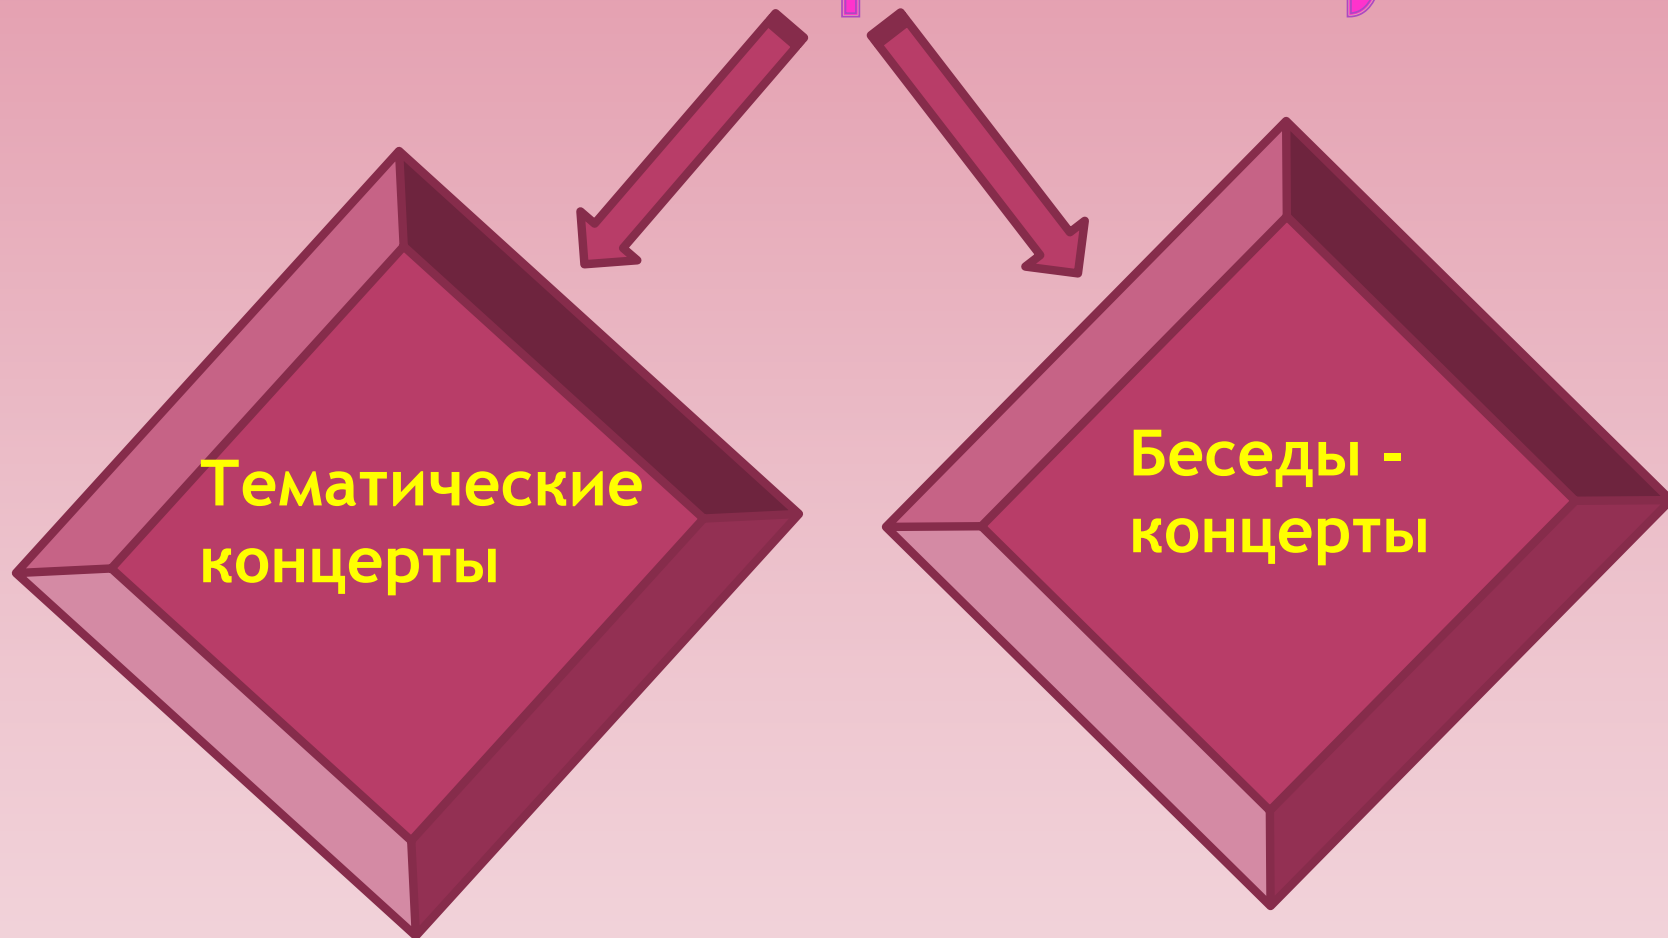 Тематические
концерты
Беседы -
концерты